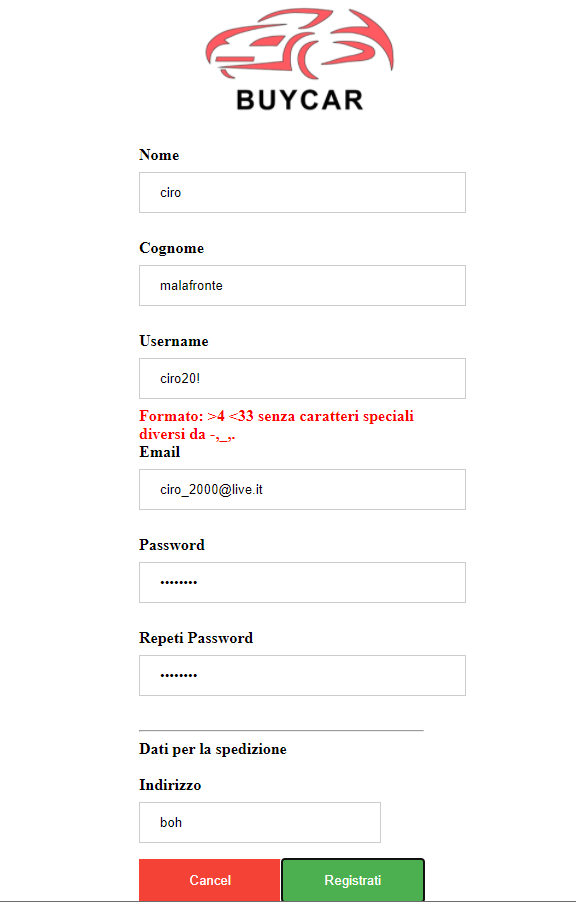 BUYCAR
Nome
ciro
Cognome
malafronte
Username
ciro20!
Formato: >4 <33 senza caratteri speciali
diversi da -,_,.
Email
ciro_2000@live.it
Password
••••••••
Repeti Password
••••••••
Dati per la spedizione
Indirizzo
boh
Cancel Registrati